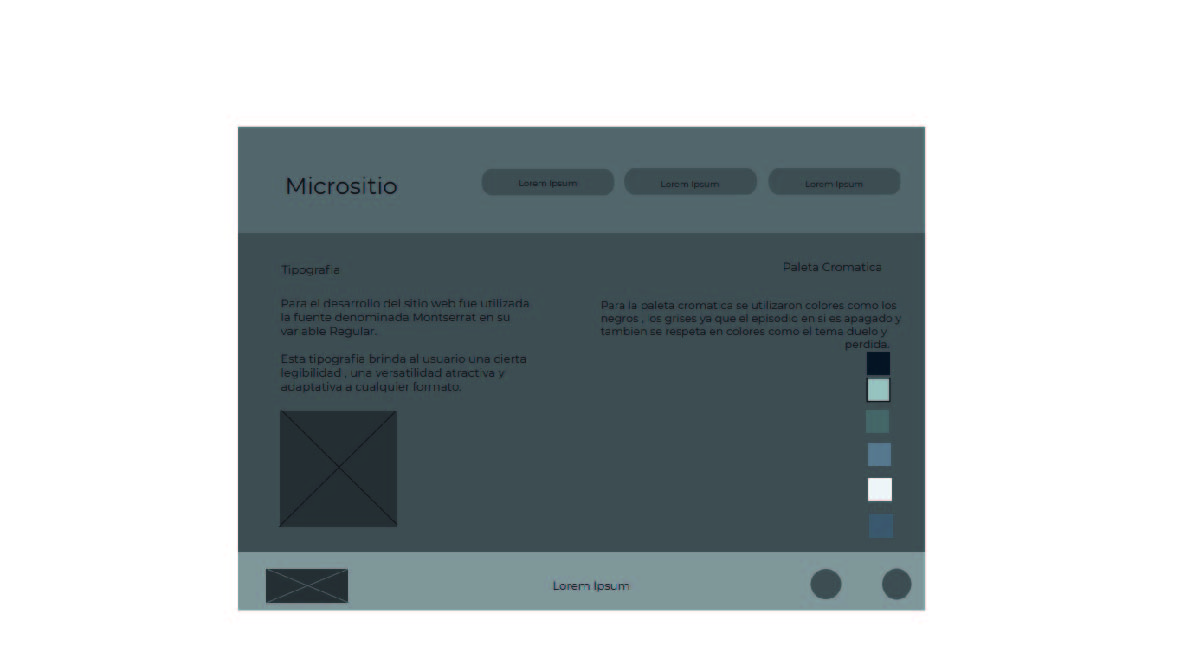 Micrositio
Lorem Ipsum
Lorem Ipsum
Lorem Ipsum
Tipografia
Para el desarrollo del sitio web fue utilizada
la fuente denominada Montserrat en su
variable Ragular.
Esta tipografia brinda al usuario una cierta
legibilidad , una versatilidad atractiva y
adaptativa a cualquier formato.
Paleta Cromatica
Para la paleta cromatica se utilizaron colores como los
negros , los grises ya que el episodio en si es apagado y
tambien se respeta en colores como el tema duelo y
perdida.
Lorem Ipsum